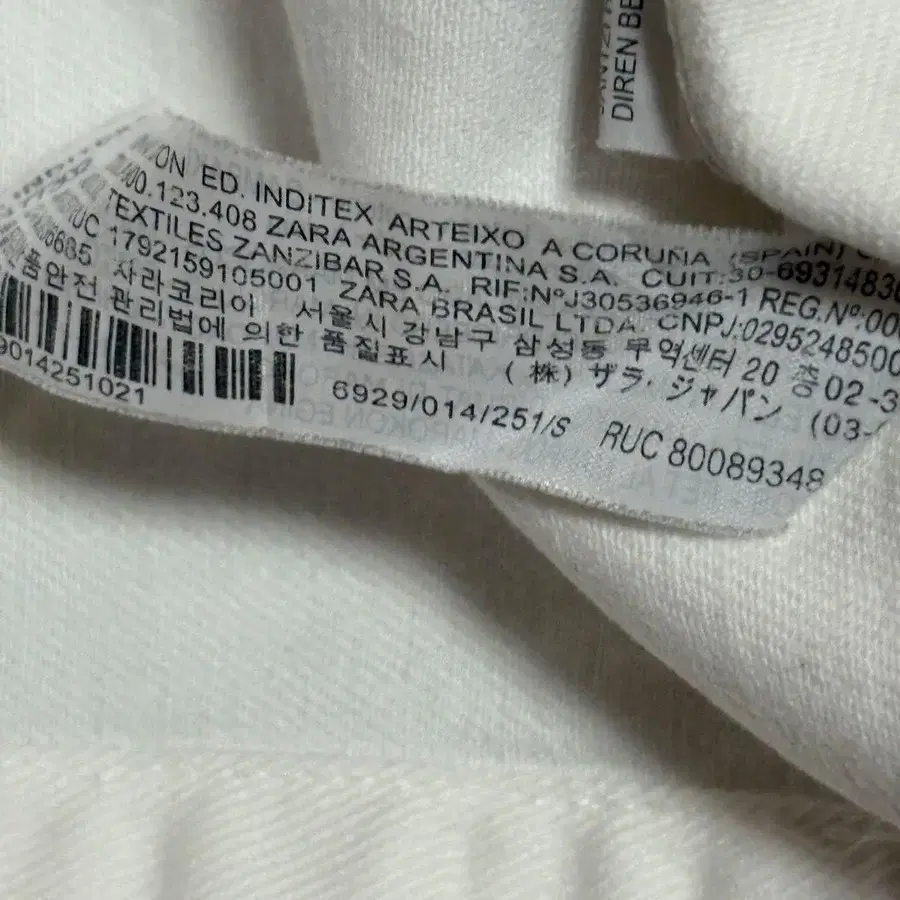 DIREN BE
ON ED. INDITEX ARTEIXO A CORUÑA (SPAIN)
00.123.408 ZARA ARGENTINA S.A. CUIT:30-6931483
TEXTILES ZANZIBAR S.A. RIF:NºJ30536946-1 REG.Nº:00
RUC 1792159105001 ZARA BRASIL LTDA. CNPJ:0295248500
자라코리아 서울시 강남구 삼성동 무역센터 20 층 02-3
품안전 관리법에 의한 품질표시 (株) ザラ・ジャパン (03-
9014251021 6929/014/251/S RUC 80089348